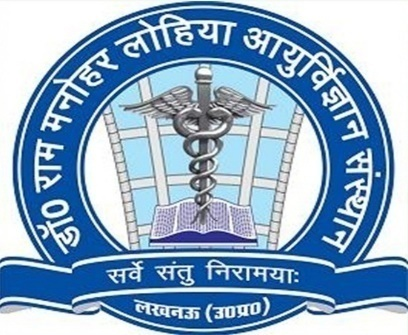 डॉ० राम मनोहर लोहिया आयुर्विज्ञान संस्थान
सर्वे संतु निरामयाः
लखनऊ (उ०प्र०)